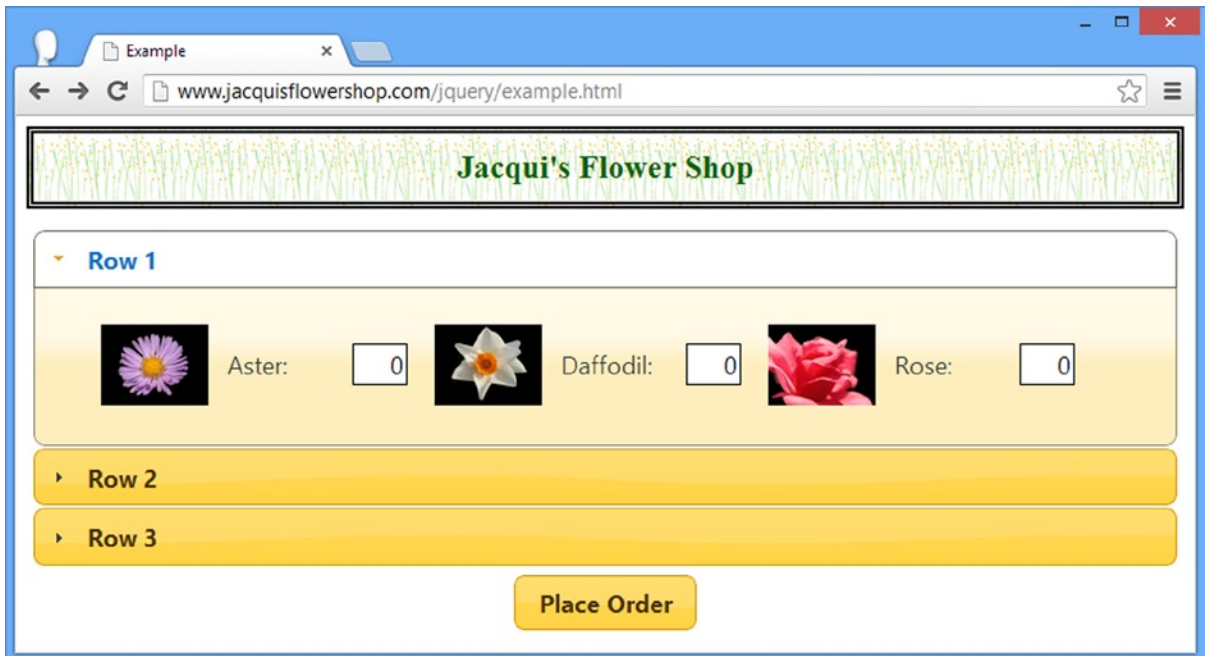 Example
www.jacquisflowershop.com/jquery/example.html
Jacqui's Flower Shop
Row 1
Aster: 0 Daffodil: 0 Rose: 0
Row 2
Row 3
Place Order